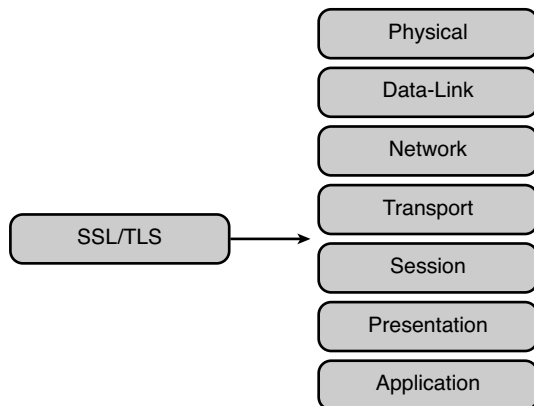 Physical
Data-Link
Network
Transport
SSL/TLS
Session
Presentation
Application